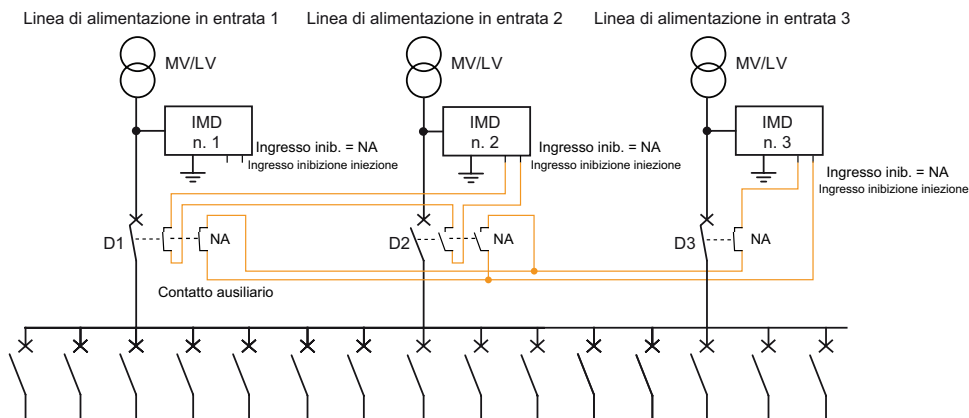 Linea di alimentazione in entrata 1
Linea di alimentazione in entrata 2
Linea di alimentazione in entrata 3
MV/LV
MV/LV
MV/LV
IMD
n. 1
IMD
n. 2
IMD
n. 3
Ingresso inib. = NA
Ingresso inibizione iniezione
Ingresso inib. = NA
Ingresso inibizione iniezione
Ingresso inib. = NA
Ingresso inibizione iniezione
D1
NA
D2
NA
D3
NA
Contatto ausiliario